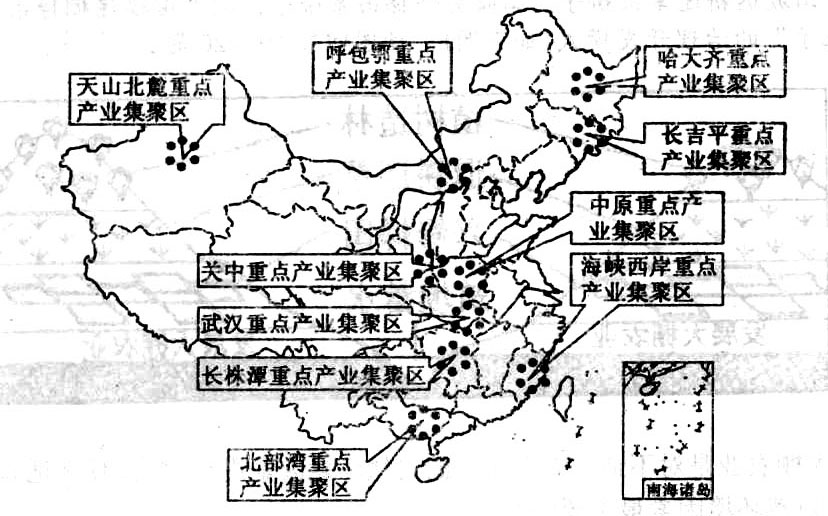 呼包鄂重点
产业集聚区
哈大齐重点
产业集聚区
天山北麓重点
产业集聚区
长吉平重点
产业集聚区
中原重点产
业集聚区
关中重点产业集聚区
海峡西岸重点
产业集聚区
武汉重点产业集聚区
长株潭重点产业集聚区
北部湾重点
产业集聚区
南海诸岛